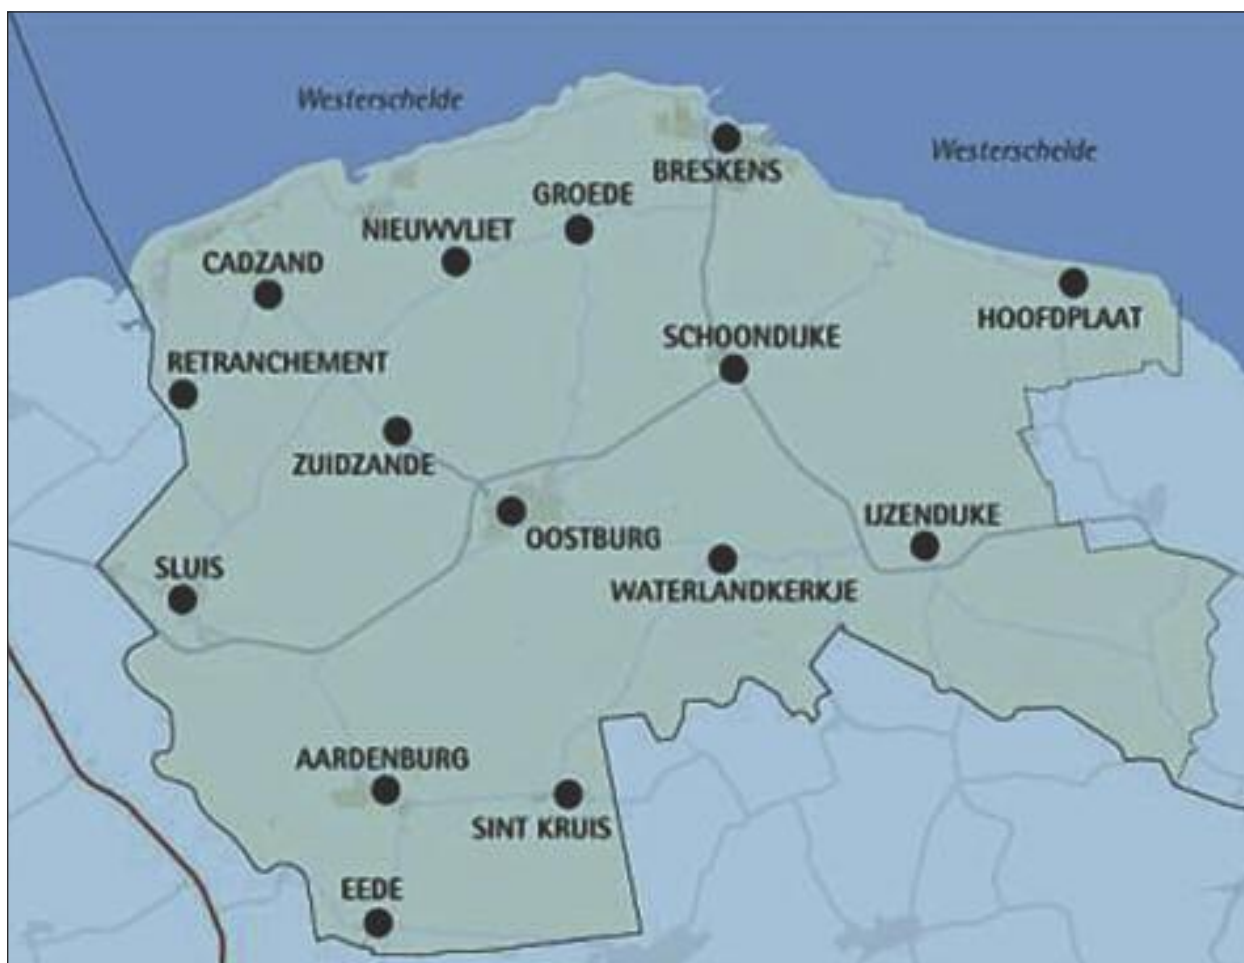 Westerschelde
Westerschelde
BRESKENS
GROEDE
NIEUWVLIET
CADZAND
HOOFDPLAAT
SCHOONDIJKE
RETRANCHEMENT
ZUIDZANDE
IJZENDIJKE
OOSTBURG
SLUIS
WATERLANDKERKJE
AARDENBURG
SINT KRUIS
EEDE